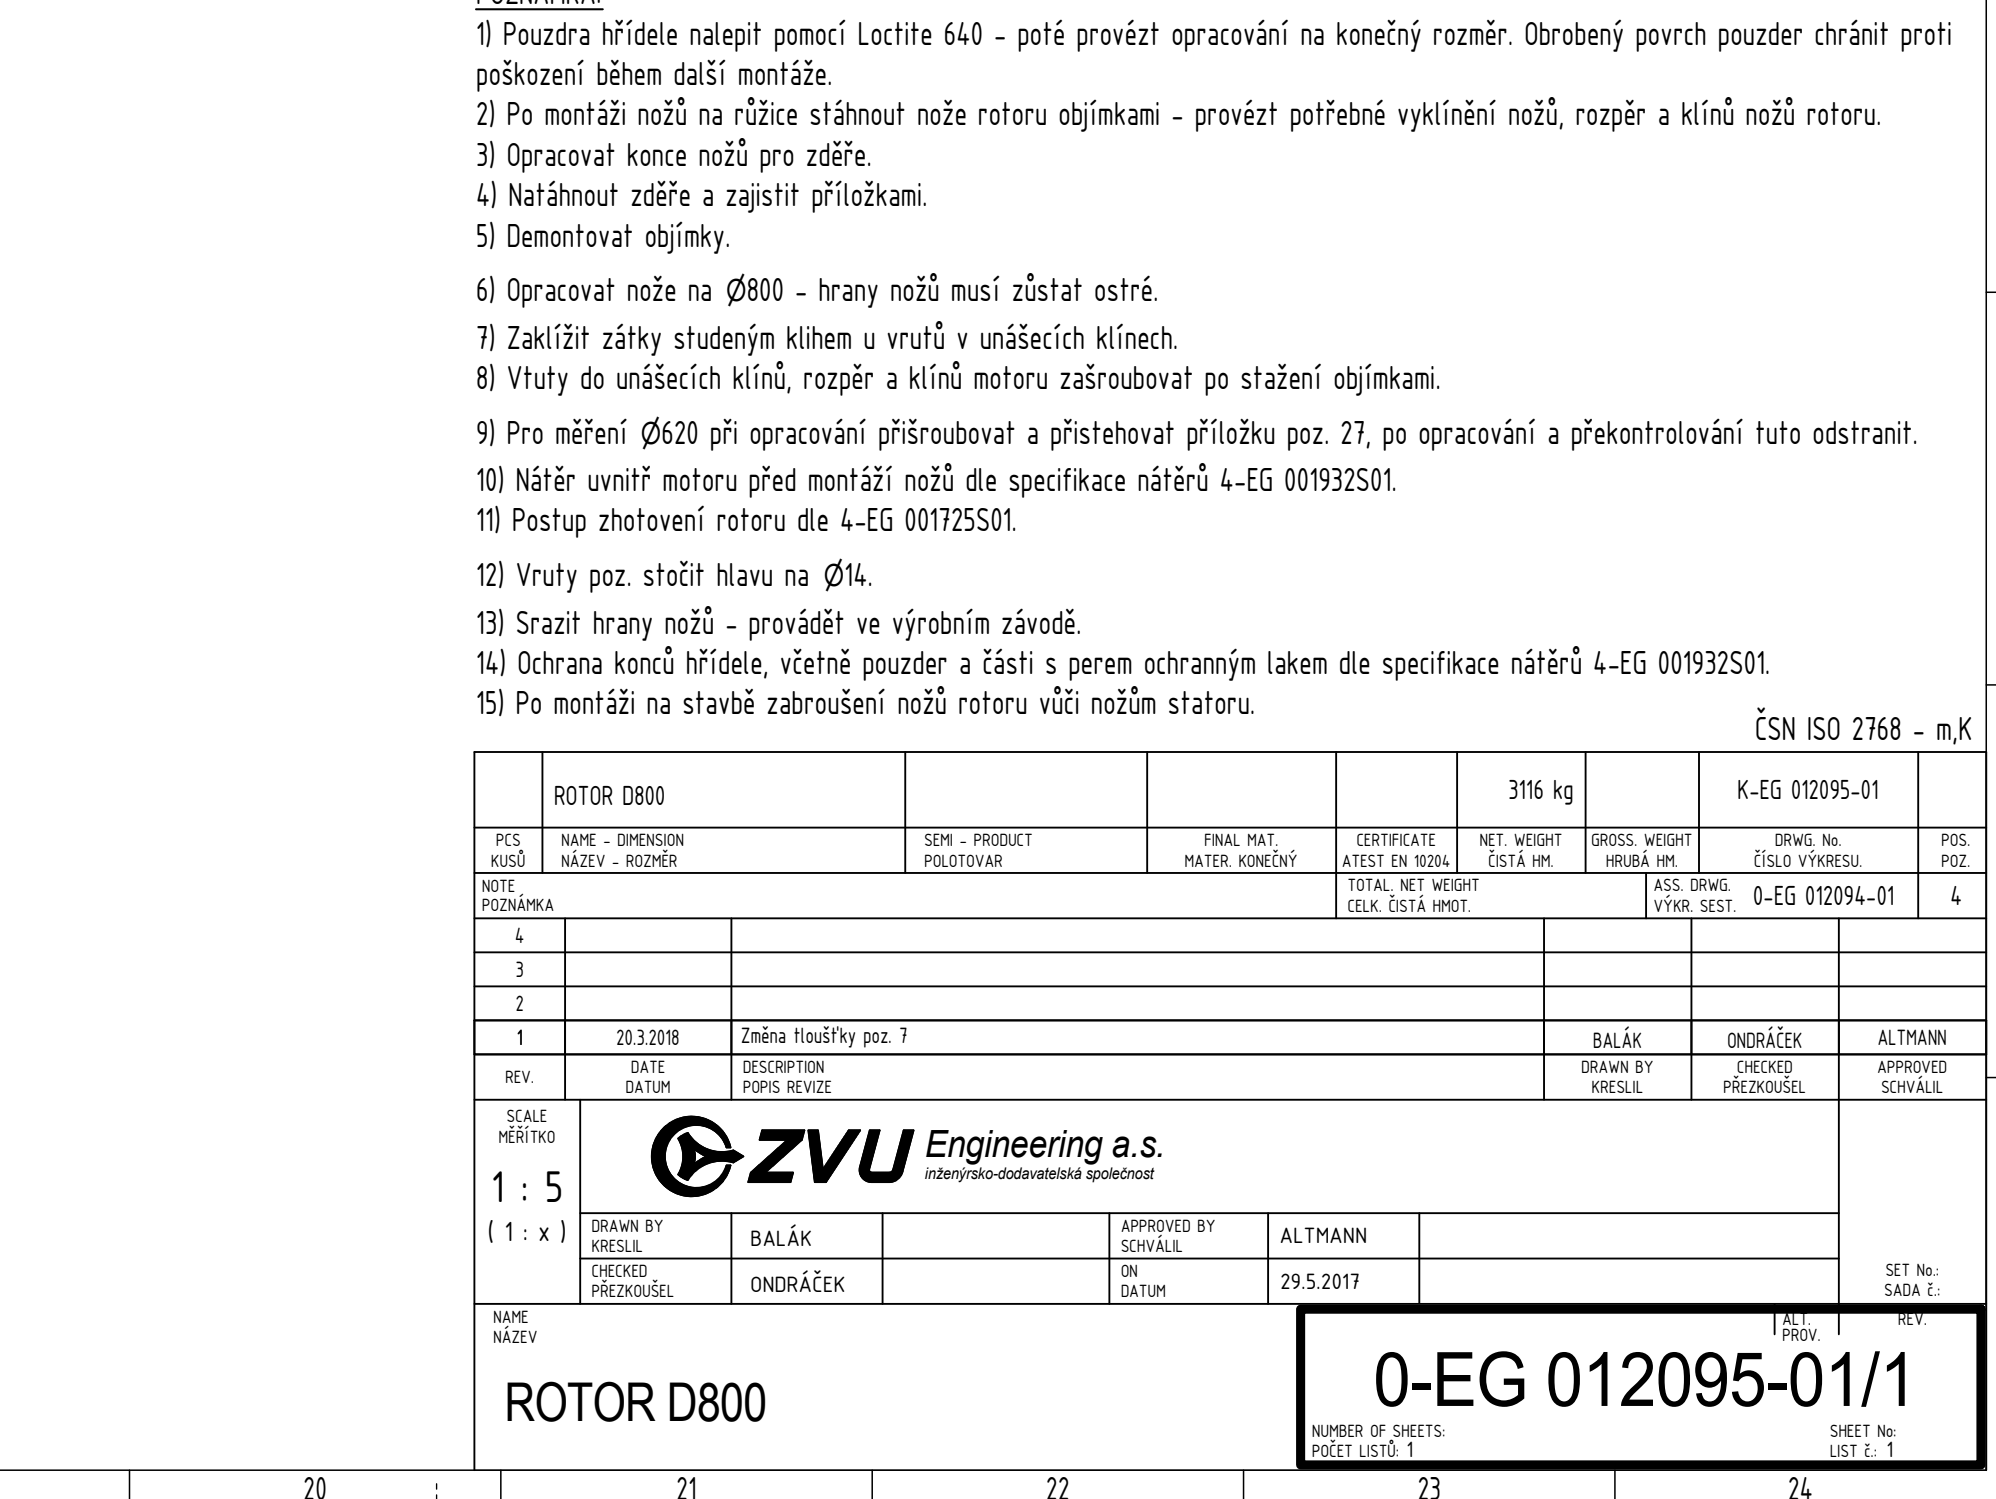 POZNÁMKA:
1) Pouzdra hřídele nalepit pomocí Loctite 640 - poté provézt opracování na konečný rozměr. Obrobený povrch pouzder chránit proti
poškození během další montáže.
2) Po montáži nožů na růžice stáhnout nože rotoru objímkami - provézt potřebné vyklínění nožů, rozpěr a klínů nožů rotoru.
3) Opracovat konce nožů pro zděře.
4) Natáhnout zděře a zajistit příložkami.
5) Demontovat objímky.
6) Opracovat nože na Ø800 - hrany nožů musí zůstat ostré.
7) Zaklížit zátky studeným klihem u vrutů v unášecích klínech.
8) Vtuty do unášecích klínů, rozpěr a klínů motoru zašroubovat po stažení objímkami.
9) Pro měření Ø620 při opracování přišroubovat a přistehovat příložku poz. 27, po opracování a překontrolování tuto odstranit.
10) Nátěr uvnitř motoru před montáží nožů dle specifikace nátěrů 4-EG 001932S01.
11) Postup zhotovení rotoru dle 4-EG 001725S01.
12) Vruty poz. stočit hlavu na Ø14.
13) Srazit hrany nožů - provádět ve výrobním závodě.
14) Ochrana konců hřídele, včetně pouzder a části s perem ochranným lakem dle specifikace nátěrů 4-EG 001932S01.
15) Po montáži na stavbě zabroušení nožů rotoru vůči nožům statoru.
ČSN ISO 2768 - m,K
ROTOR D800 3116 kg K-EG 012095-01
PCS NAME - DIMENSION SEMI - PRODUCT FINAL MAT. CERTIFICATE NET. WEIGHT GROSS. WEIGHT DRWG. No. POS.
KUSŮ NÁZEV - ROZMĚR POLOTOVAR MATER. KONEČNÝ ATEST EN 10204 ČISTÁ HM. HRUBÁ HM. ČÍSLO VÝKRESU. POZ.
NOTE TOTAL. NET WEIGHT ASS. DRWG. 0-EG 012094-01 4
POZNÁMKA CELK. ČISTÁ HMOT. VÝKR. SEST.
4
3
2
1 20.3.2018 Změna tloušťky poz. 7 BALÁK ONDRÁČEK ALTMANN
REV. DATE DESCRIPTION DRAWN BY CHECKED APPROVED
DATUM POPIS REVIZE KRESLIL PŘEZKOUŠEL SCHVÁLIL
SCALE
MĚŘÍTKO
1 : 5
( 1 : x )
ZVU Engineering a.s.
inženýrsko-dodavatelská společnost
DRAWN BY BALÁK APPROVED BY ALTMANN
KRESLIL SCHVÁLIL
CHECKED ONDRÁČEK ON 29.5.2017 SET No.:
PŘEZKOUŠEL DATUM SADA č.:
NAME ALT. REV.
NÁZEV PROV.
ROTOR D800 0-EG 012095-01/1
NUMBER OF SHEETS: SHEET No:
POČET LISTŮ: 1 LIST č.: 1
20 21 22 23 24